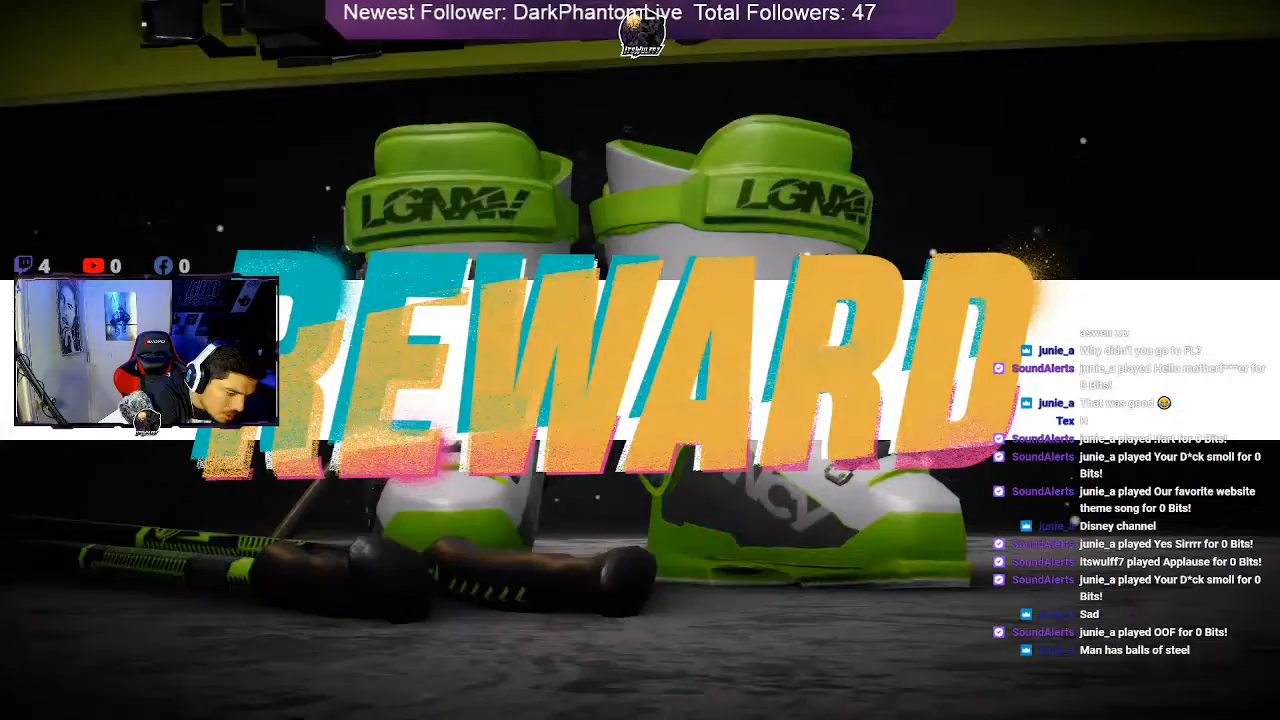 Newest Follower: DarkPhantomLive Total Followers: 47
ITSWULFF7
LGNXIV
LGNXIV
4 0 0
REWARD
aswell xD
junie_a Why didn't you go to FL?
SoundAlerts junie_a played Hello motherf***er for
0 Bits!
junie_a That was good 😂
Tex H
SoundAlerts junie_a played Fart for 0 Bits!
SoundAlerts junie_a played Your D*ck smoll for 0
Bits!
SoundAlerts junie_a played Our favorite website
theme song for 0 Bits!
junie_a Disney channel
SoundAlerts junie_a played Yes Sirrrr for 0 Bits!
SoundAlerts itswulff7 played Applause for 0 Bits!
SoundAlerts junie_a played Your D*ck smoll for 0
Bits!
junie_a Sad
SoundAlerts junie_a played OOF for 0 Bits!
junie_a Man has balls of steel